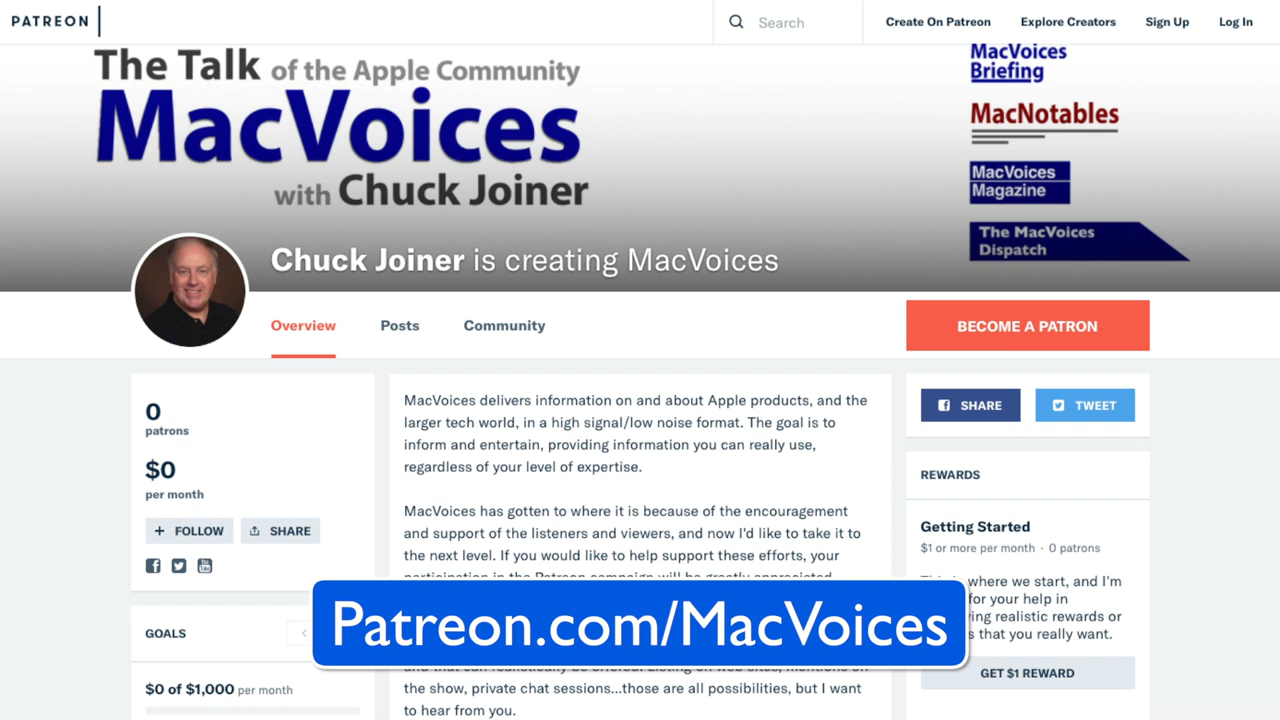 PATREON
Search
Create On Patreon
Explore Creators
Sign Up
Log In
The Talk of the Apple Community
MacVoices
with Chuck Joiner
MacVoices
Briefing
MacNotables
MacVoices
Magazine
The MacVoices
Dispatch
Chuck Joiner is creating MacVoices
Overview
Posts
Community
BECOME A PATRON
0
patrons
$0
per month
+ FOLLOW
SHARE
GOALS
$0 of $1,000 per month
MacVoices delivers information on and about Apple products, and the
larger tech world, in a high signal/low noise format. The goal is to
inform and entertain, providing information you can really use,
regardless of your level of expertise.
MacVoices has gotten to where it is because of the encouragement
and support of the listeners and viewers, and now I'd like to take it to
the next level. If you would like to help support these efforts, your
participation in the Patreon campaign will be greatly appreciated
Patreon.com/MacVoices
the show, private chat sessions...those are all possibilities, but I want
to hear from you.
SHARE
TWEET
REWARDS
Getting Started
$1 or more per month · 0 patrons
where we start, and I'm
for your help in
realistic rewards or
that you really want.
GET $1 REWARD